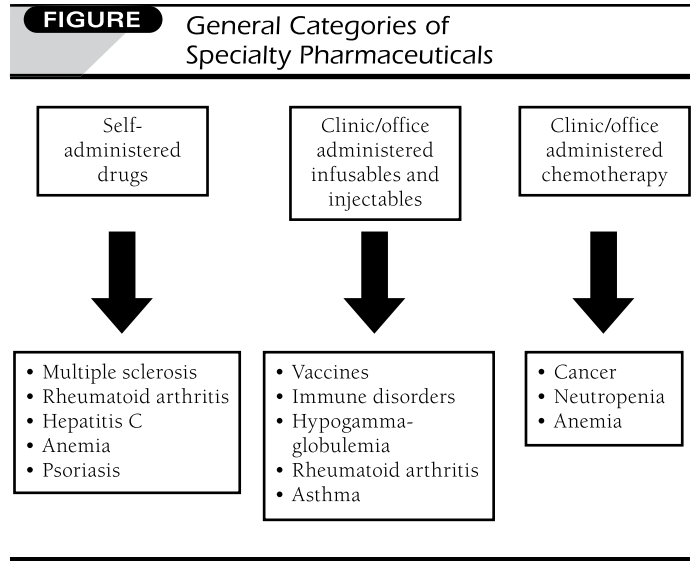 FIGURE
General Categories of
Specialty Pharmaceuticals
Self-
administered
drugs
Clinic/office
administered
infusables and
injectables
Clinic/office
administered
chemotherapy
• Multiple sclerosis
• Rheumatoid arthritis
• Hepatitis C
• Anemia
• Psoriasis
• Vaccines
• Immune disorders
• Hypogamma-
globulemia
• Rheumatoid arthritis
• Asthma
• Cancer
• Neutropenia
• Anemia